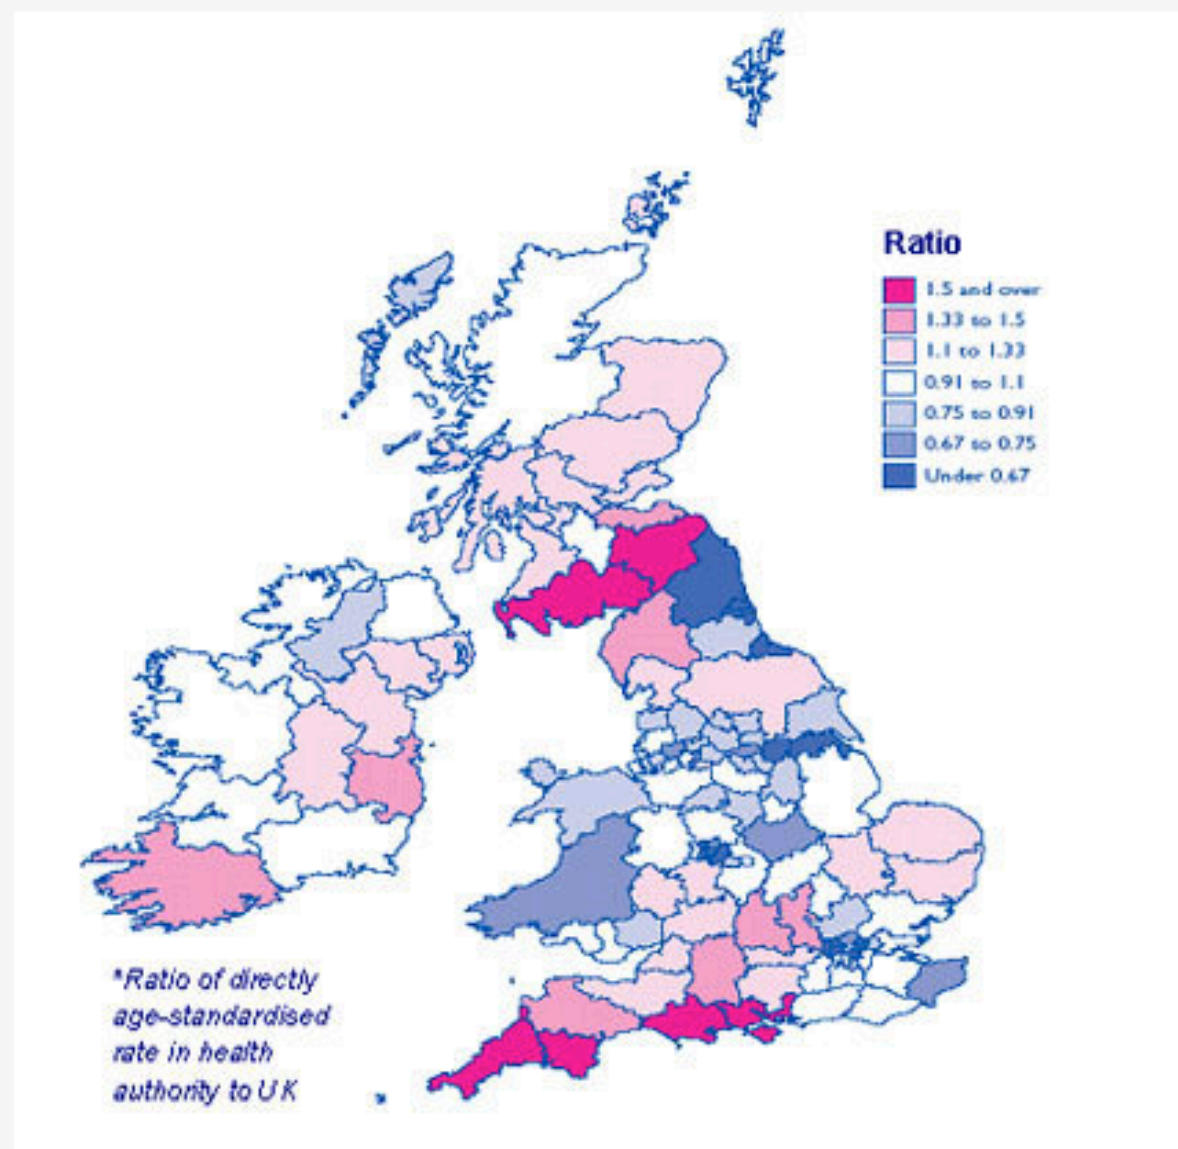 Ratio
1.5 and over
1.33 to 1.5
1.1 to 1.33
0.91 to 1.1
0.75 to 0.91
0.67 to 0.75
Under 0.67
*Ratio of directly
age-standardised
rate in health
authority to UK